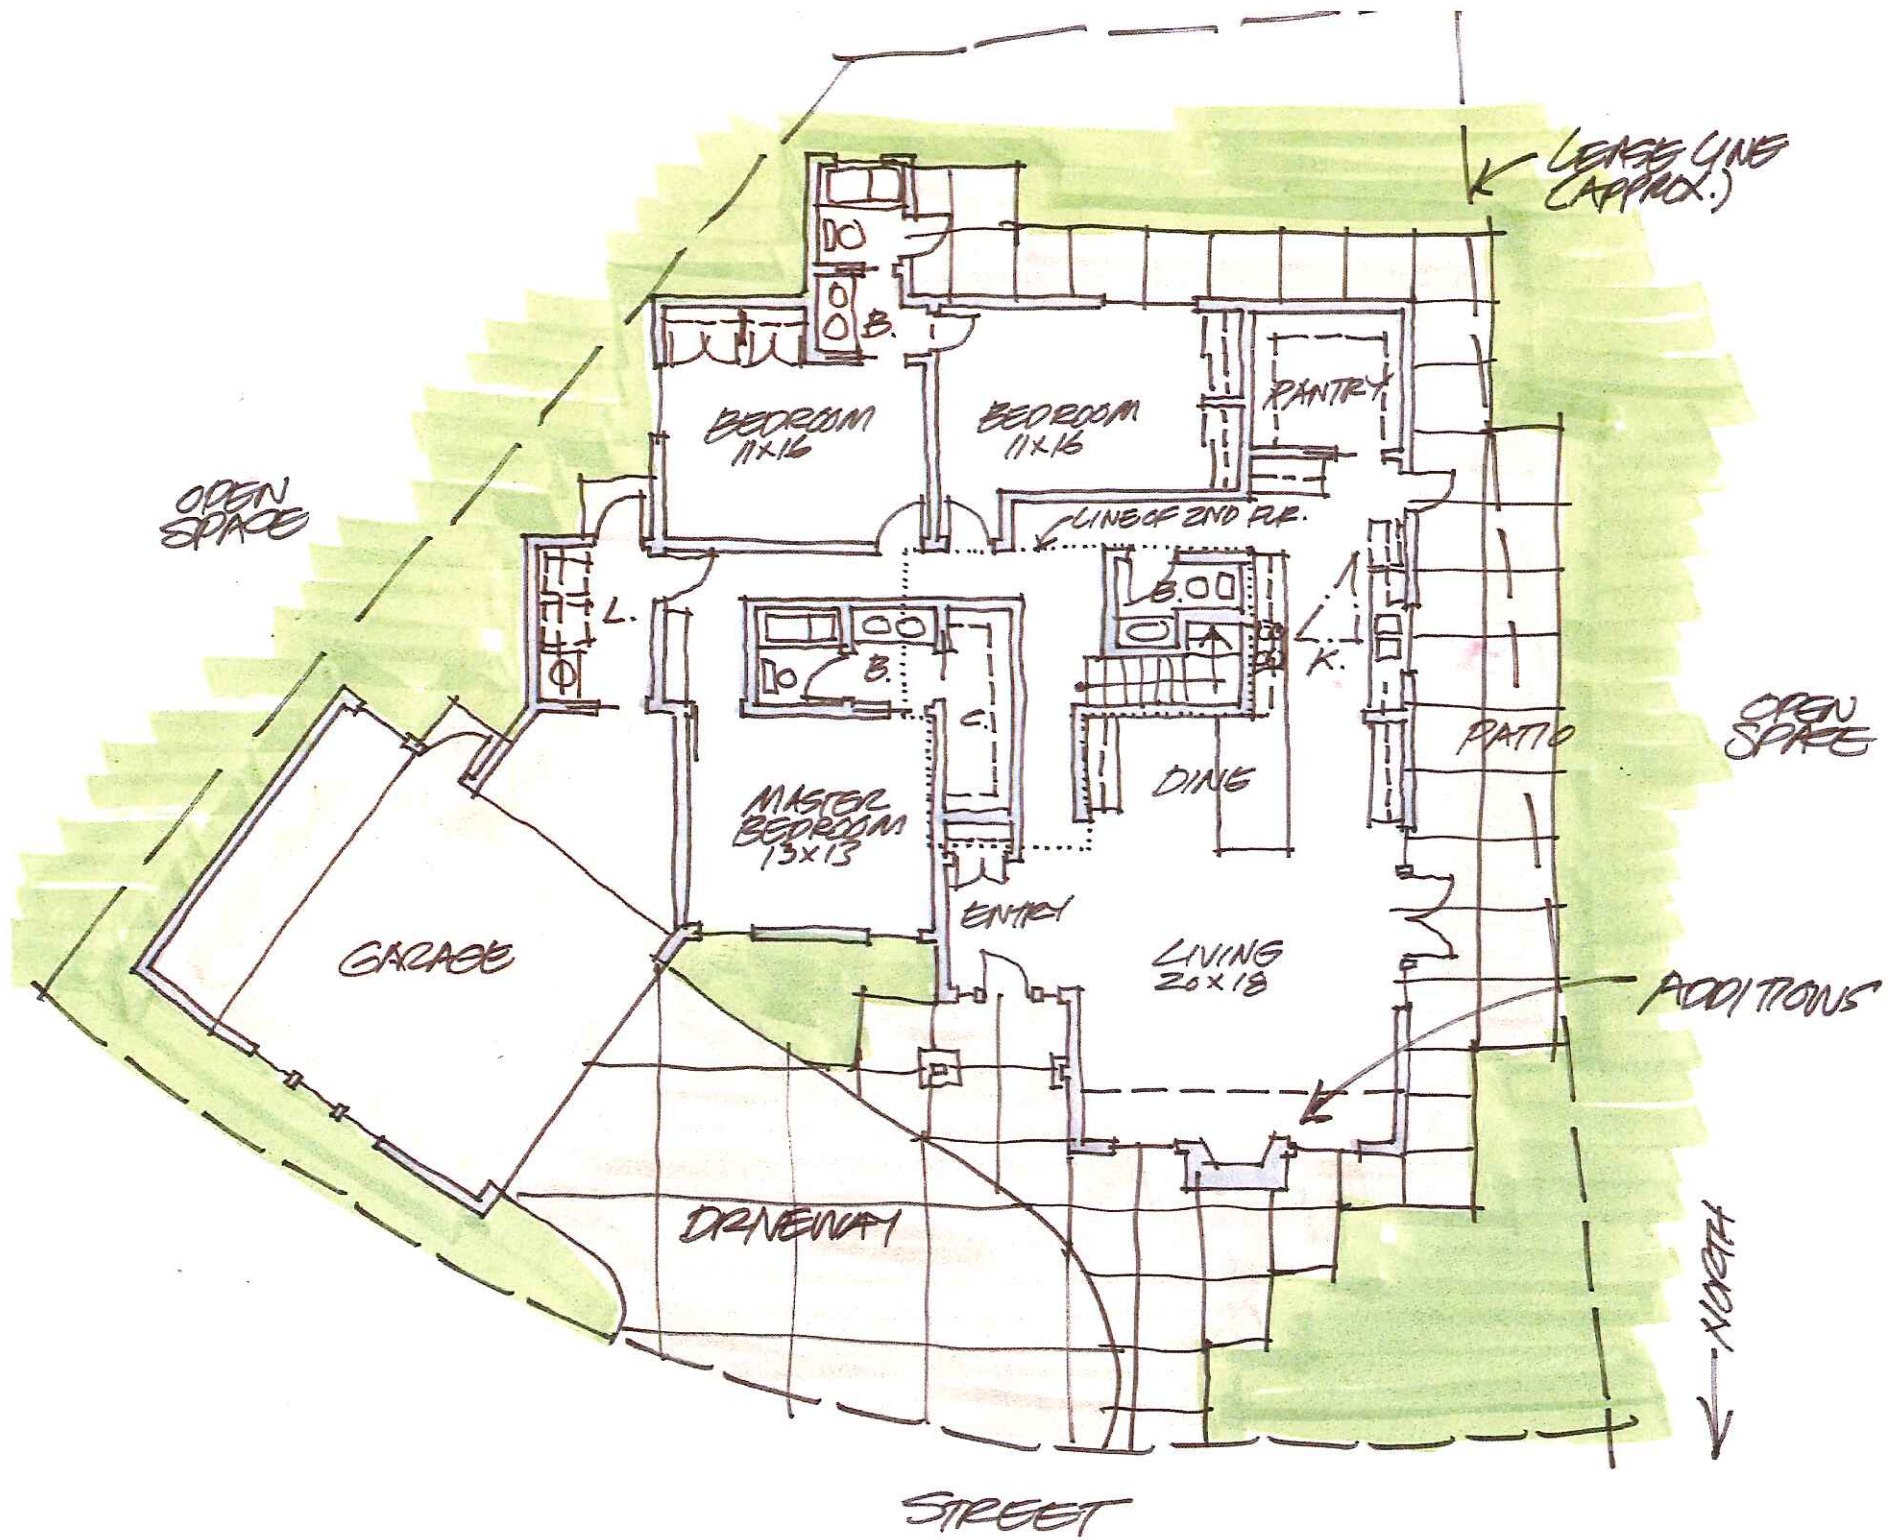 LEASE LINE
(APPROX.)
B.
BEDROOM
11X16
BEDROOM
11X16
PANTRY
OPEN
SPACE
LINE OF 2ND FLR.
L.
B.
B.
K.
C.
DINE
PATIO
OPEN
SPACE
MASTER
BEDROOM
13X13
ENTRY
GARAGE
LIVING
20X18
ADDITIONS
DRIVEWAY
NORTH
STREET